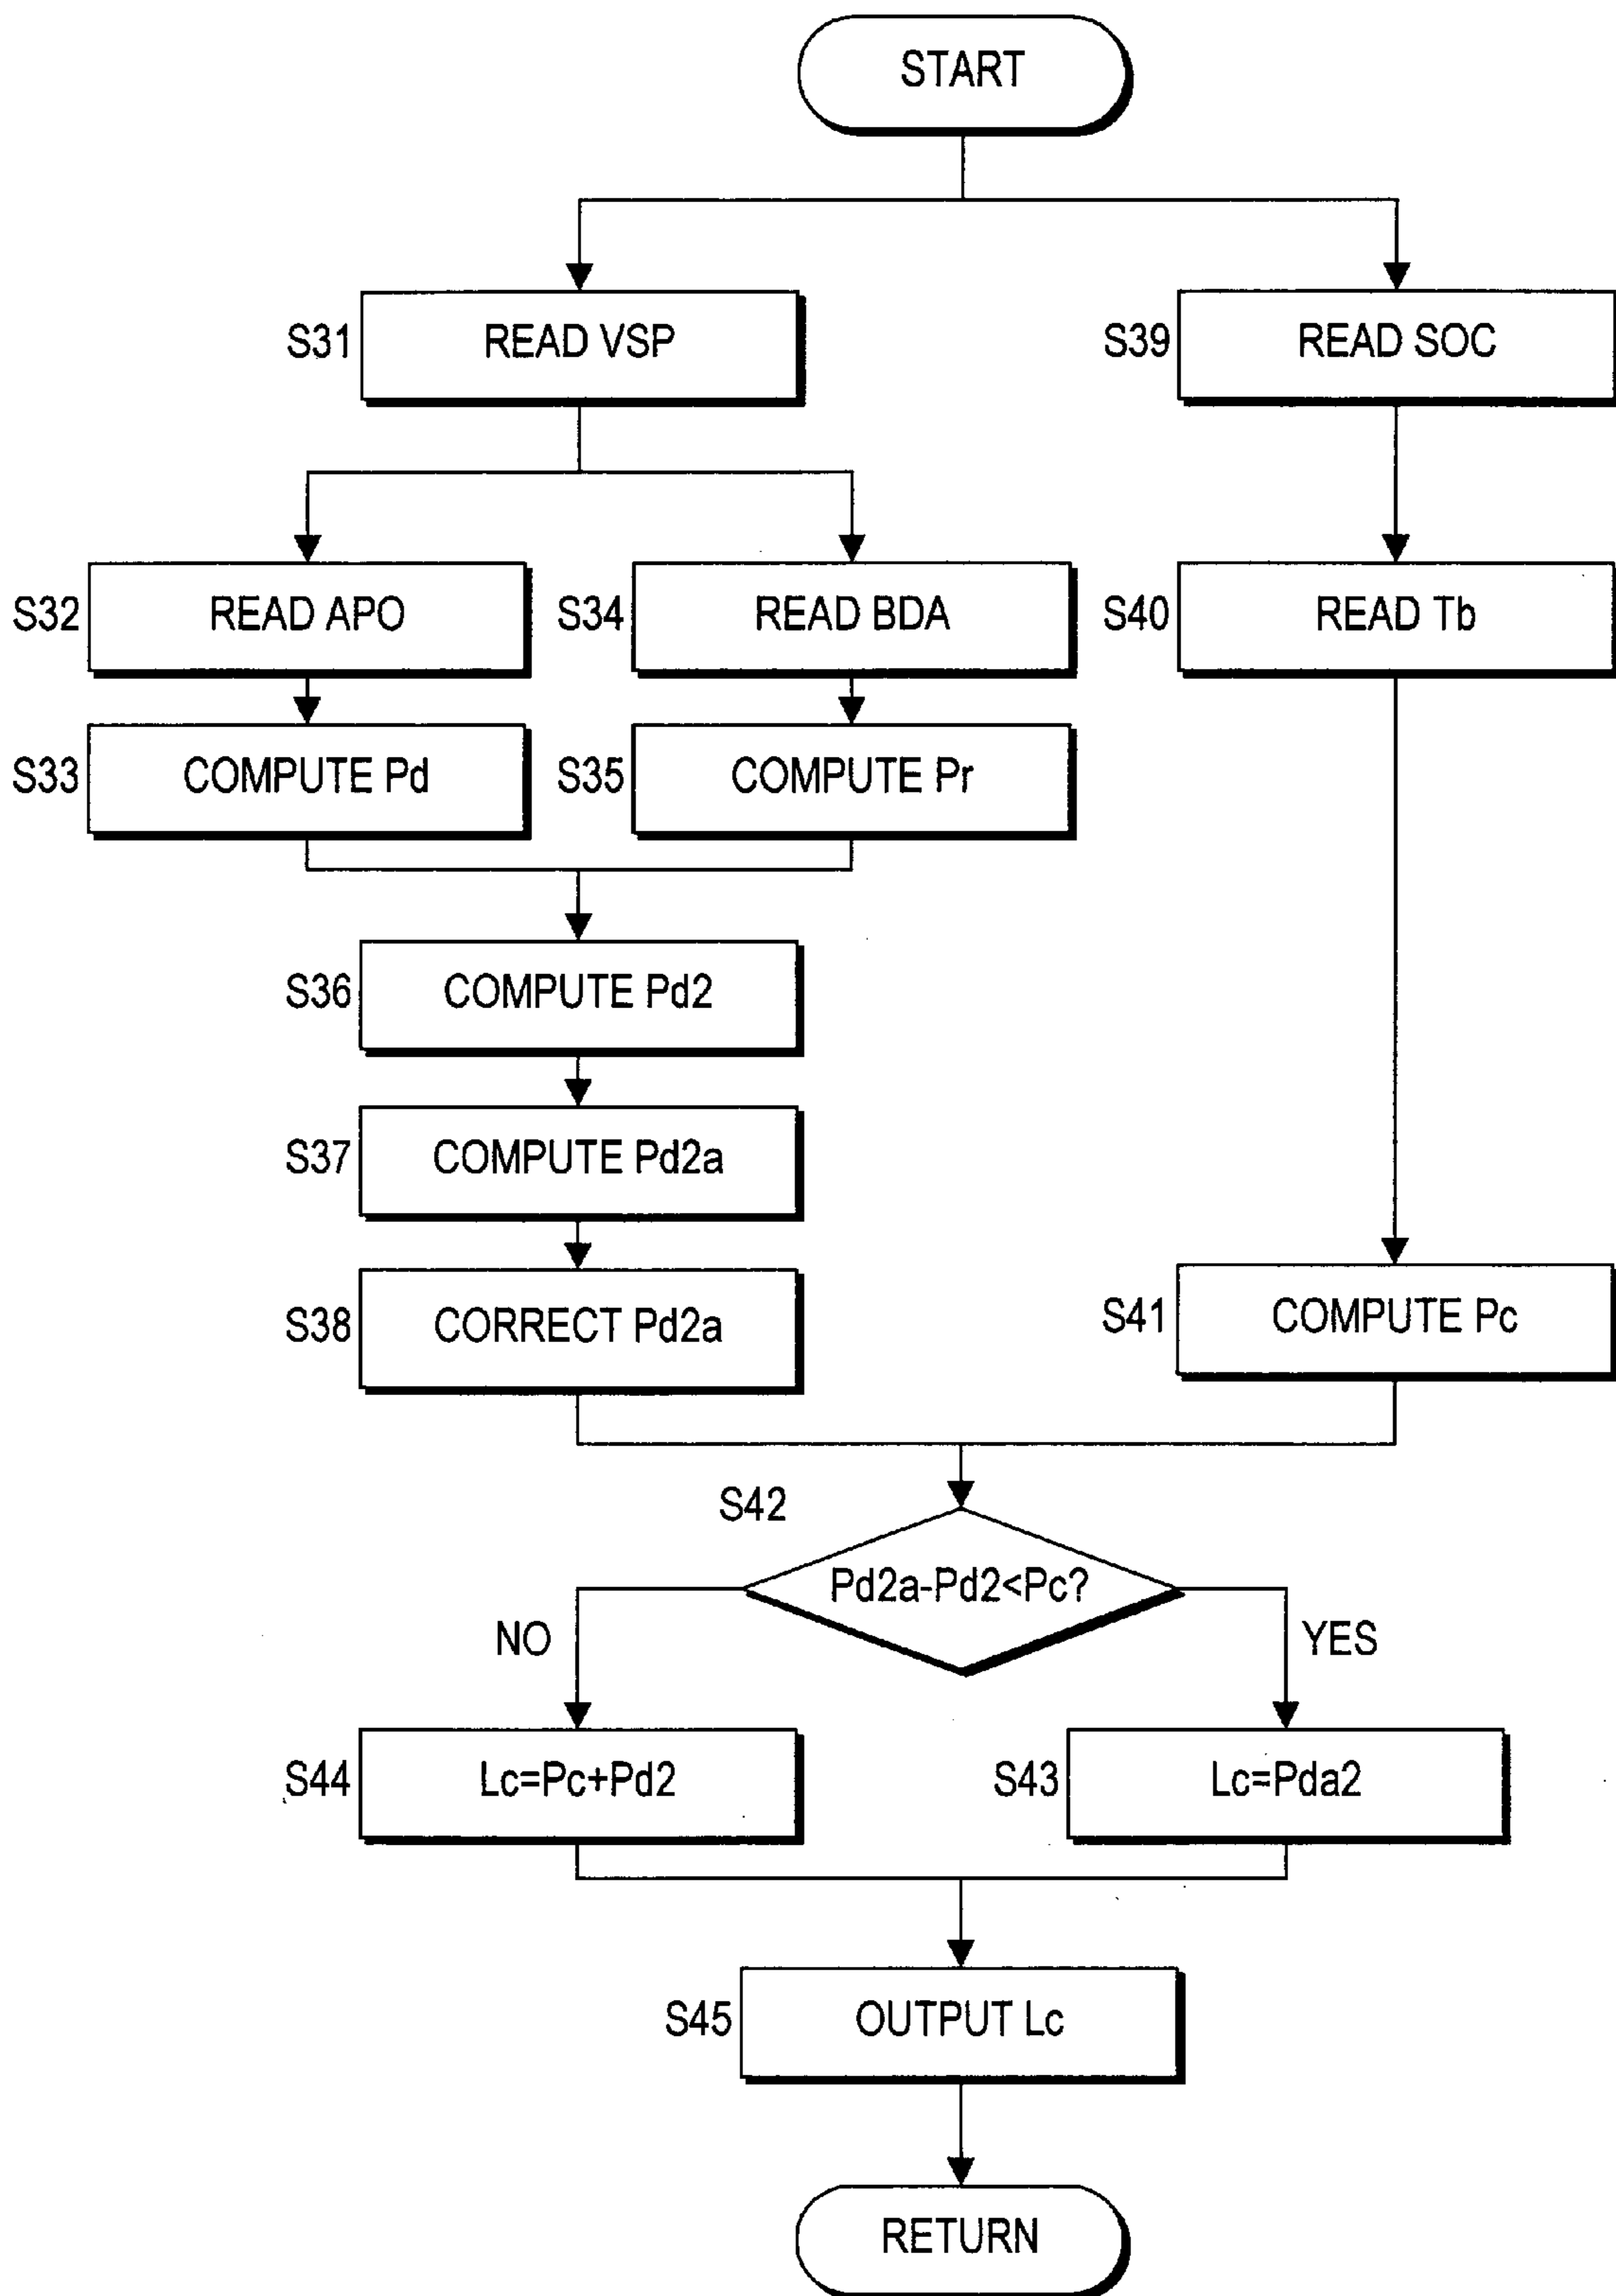 START
S31 READ VSP
S39 READ SOC
S32 READ APO
S34 READ BDA
S40 READ Tb
S33 COMPUTE Pd
S35 COMPUTE Pr
S36 COMPUTE Pd2
S37 COMPUTE Pd2a
S38 CORRECT Pd2a
S41 COMPUTE Pc
S42
Pd2a-Pd2<Pc?
NO
YES
S44 Lc=Pc+Pd2
S43 Lc=Pda2
S45 OUTPUT Lc
RETURN